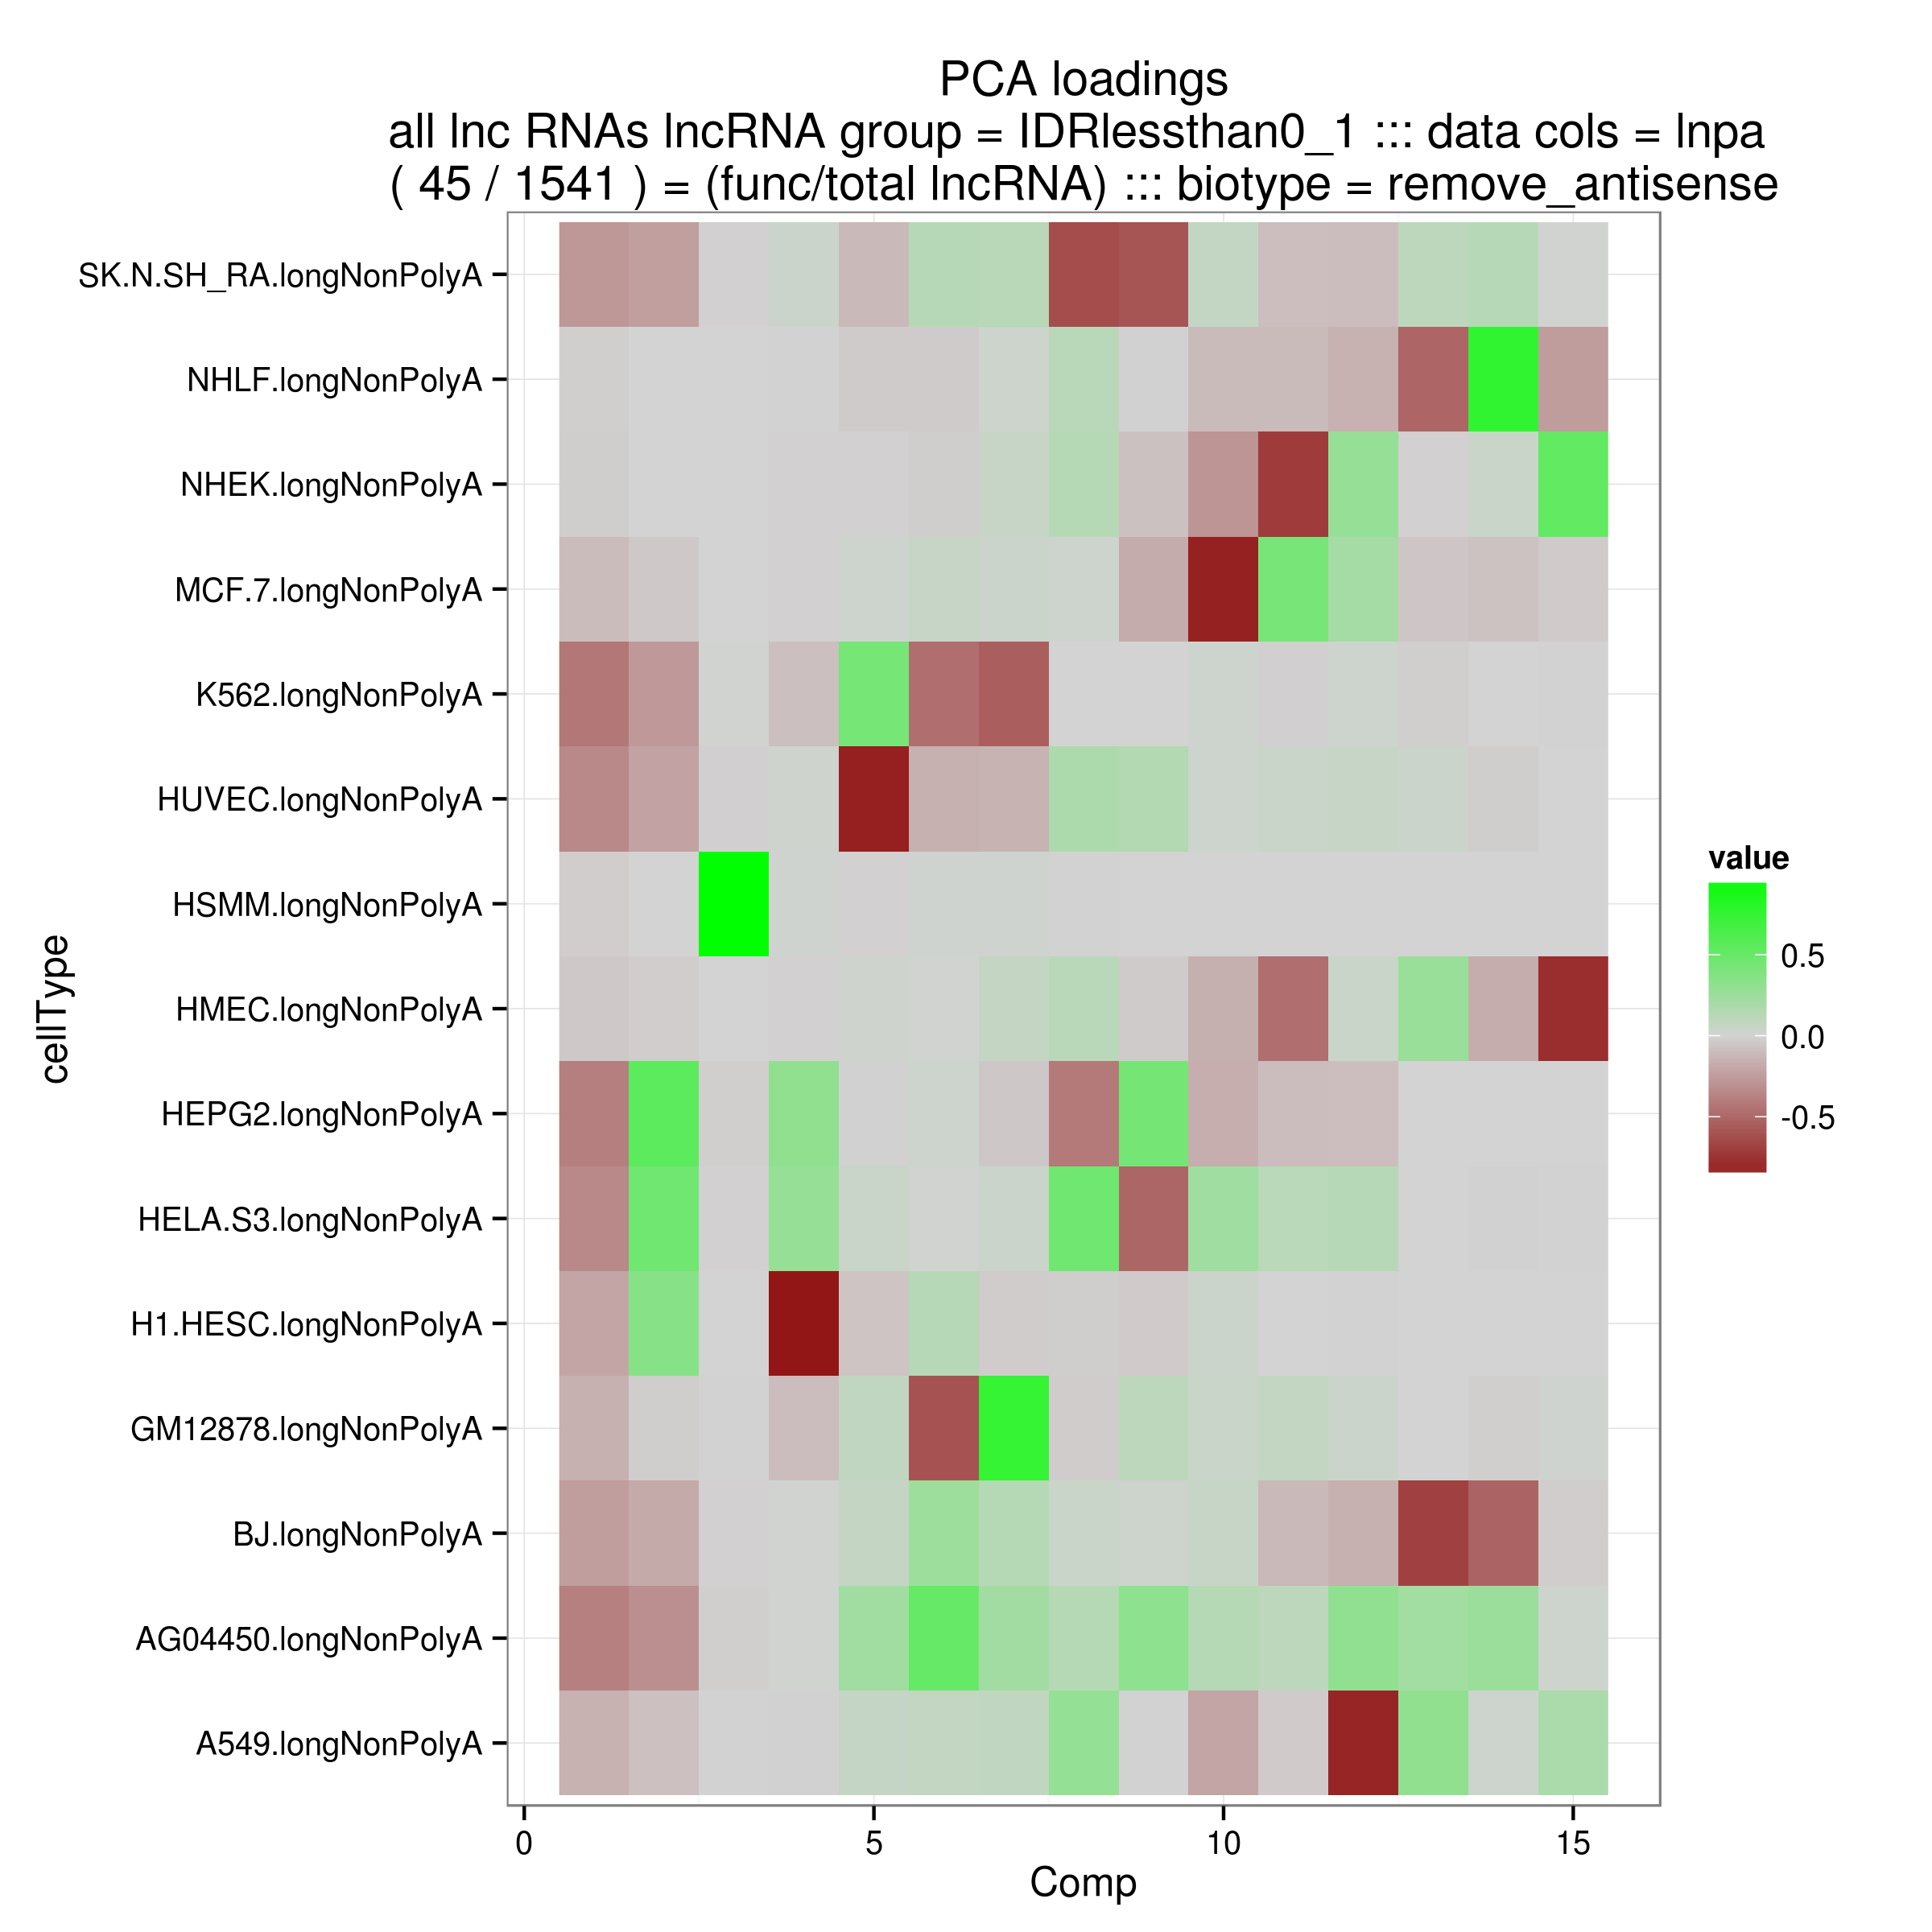 PCA loadings
all lnc RNAs lncRNA group = IDRlessthan0_1 ::: data cols = lnpa
( 45 / 1541 ) = (func/total lncRNA) ::: biotype = remove_antisense
SK.N.SH_RA.longNonPolyA
NHLF.longNonPolyA
NHEK.longNonPolyA
MCF.7.longNonPolyA
K562.longNonPolyA
HUVEC.longNonPolyA
HSMM.longNonPolyA
HMEC.longNonPolyA
HEPG2.longNonPolyA
HELA.S3.longNonPolyA
H1.HESC.longNonPolyA
GM12878.longNonPolyA
BJ.longNonPolyA
AG04450.longNonPolyA
A549.longNonPolyA
cellType
0 5 10 15
Comp
value
0.5
0.0
-0.5